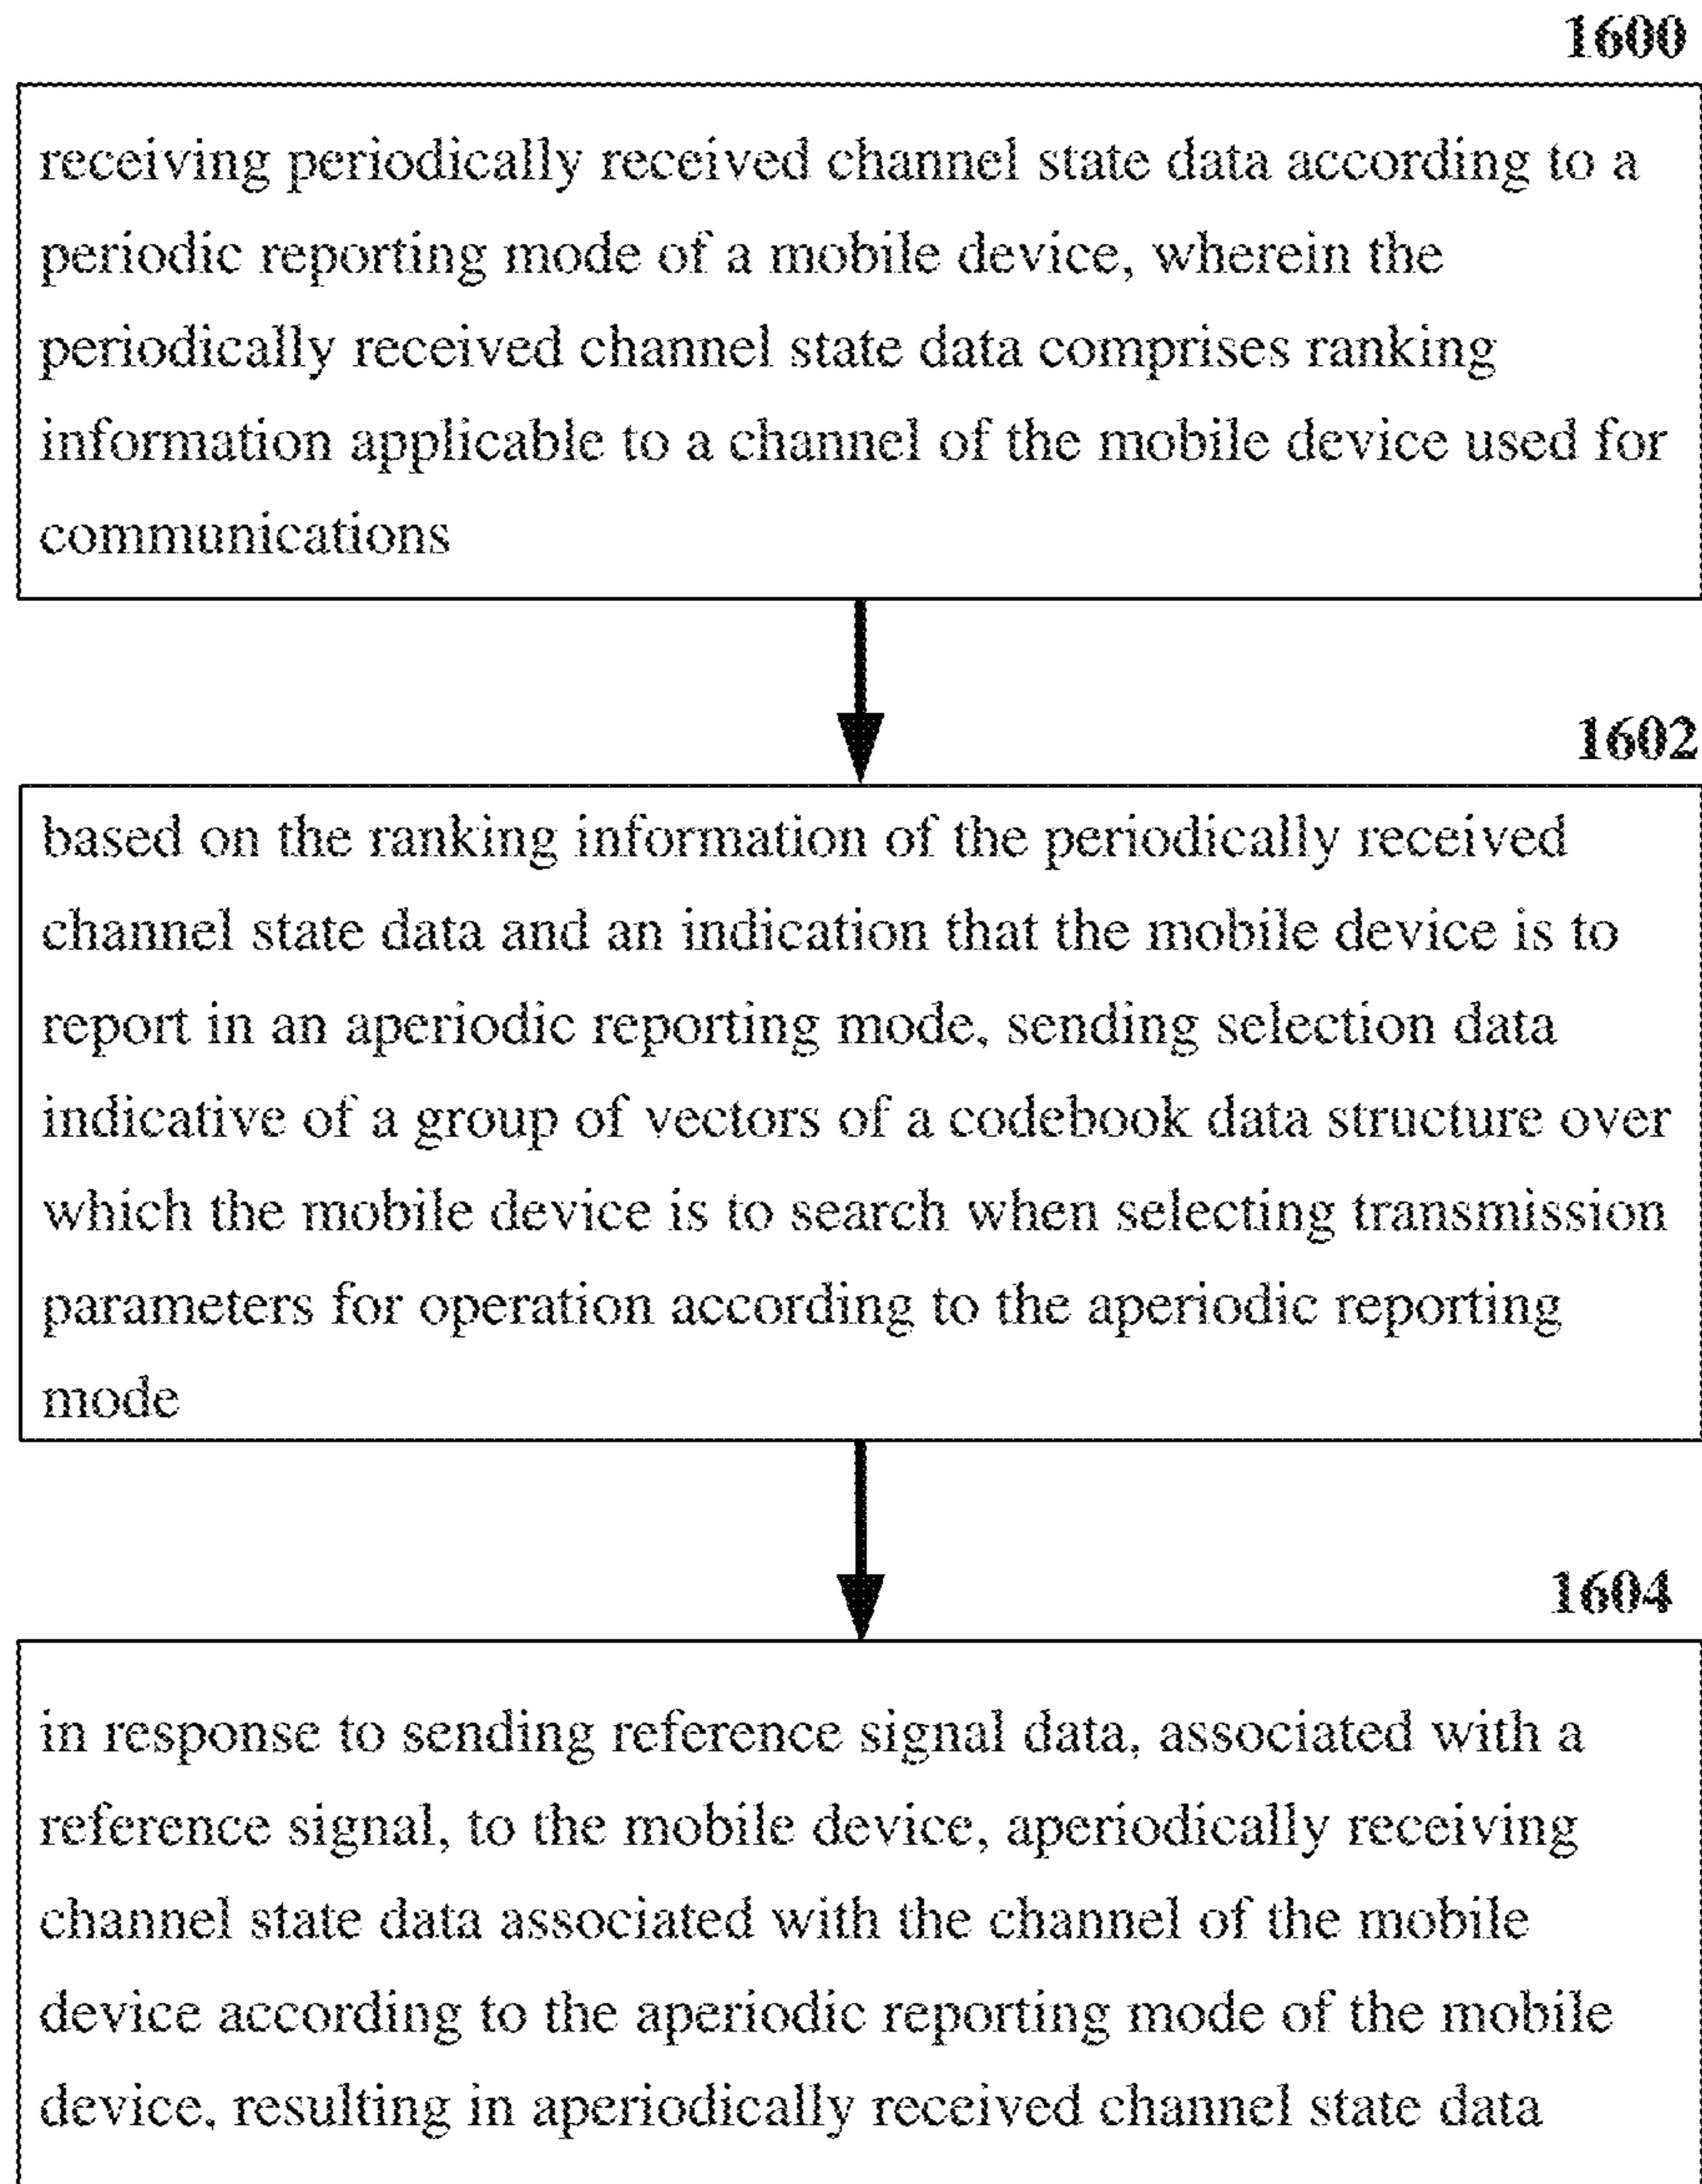 1600
receiving periodically received channel state data according to a
periodic reporting mode of a mobile device, wherein the
periodically received channel state data comprises ranking
information applicable to a channel of the mobile device used for
communications
1602
based on the ranking information of the periodically received
channel state data and an indication that the mobile device is to
report in an aperiodic reporting mode, sending selection data
indicative of a group of vectors of a codebook data structure over
which the mobile device is to search when selecting transmission
parameters for operation according to the aperiodic reporting
mode
1604
in response to sending reference signal data, associated with a
reference signal, to the mobile device, aperiodically receiving
channel state data associated with the channel of the mobile
device according to the aperiodic reporting mode of the mobile
device, resulting in aperiodically received channel state data